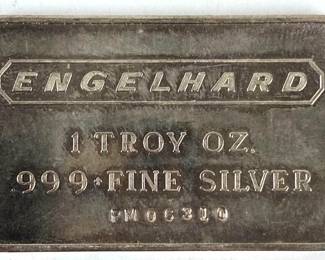 ENGELHARD
1 TROY OZ.
.999+FINE SILVER